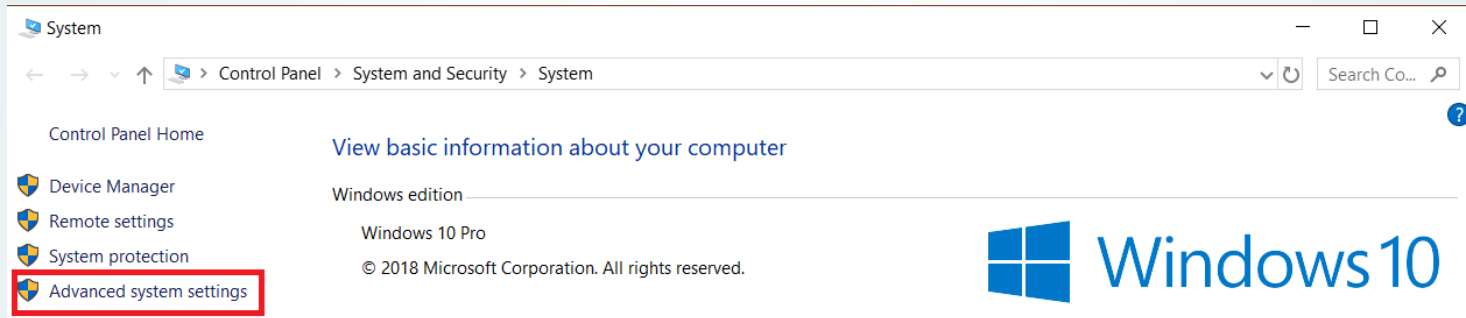 System
Control Panel > System and Security > System
Search Co...
?
Control Panel Home
Device Manager
Remote settings
System protection
Advanced system settings
View basic information about your computer
Windows edition
Windows 10 Pro
© 2018 Microsoft Corporation. All rights reserved.
Windows 10